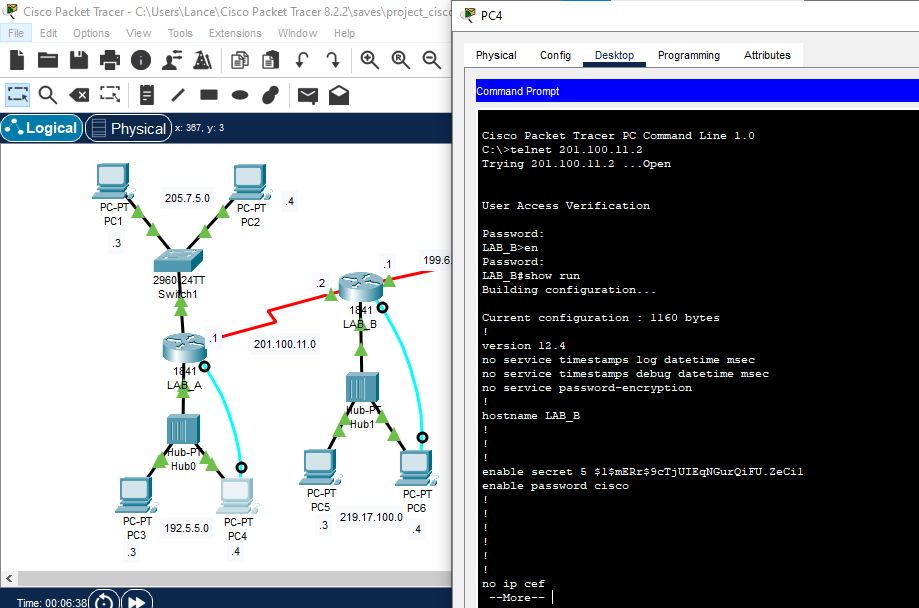 Cisco Packet Tracer - C:\Users\Lance\Cisco Packet Tracer 8.2.2\saves\project_cisco
File Edit Options View Tools Extensions Window Help
Logical Physical x: 367, y: 3
PC-PT
PC1
.3
205.7.5.0
PC-PT
PC2
.4
2960-24TT
Switch1
.1
1841
LAB_A
201.100.11.0
.2
.1
199.6.
1841
LAB_B
Hub-PT
Hub0
Hub-PT
Hub1
PC-PT
PC3
.3
192.5.5.0
PC-PT
PC4
.4
PC-PT
PC5
.3
219.17.100.0
PC-PT
PC6
.4
Time: 00:06:38
PC4
Physical Config Desktop Programming Attributes
Command Prompt
Cisco Packet Tracer PC Command Line 1.0
C:\>telnet 201.100.11.2
Trying 201.100.11.2 ...Open
User Access Verification
Password:
LAB_B>en
Password:
LAB_B#show run
Building configuration...
Current configuration : 1160 bytes
!
version 12.4
no service timestamps log datetime msec
no service timestamps debug datetime msec
no service password-encryption
!
hostname LAB_B
!
!
!
enable secret 5 $1$mERr$9cTjUIEqNGurQiFU.ZeCi1
enable password cisco
!
!
!
!
!
!
no ip cef
--More--